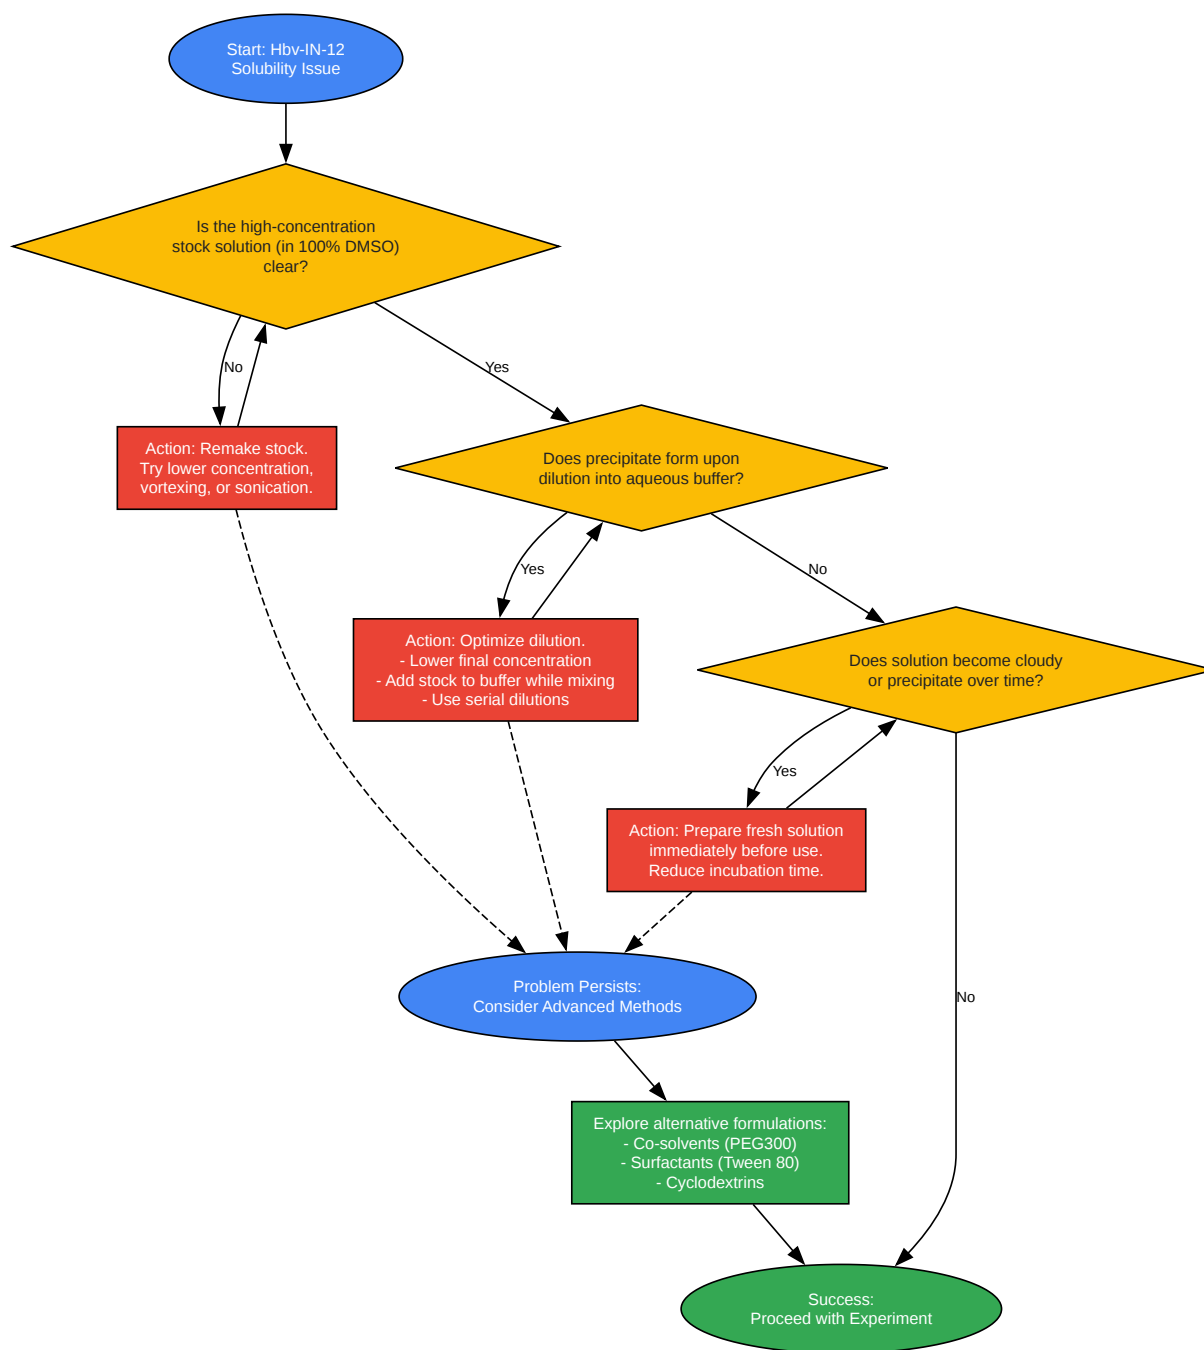 Start: Hbv-IN-12
Solubility Issue
Is the high-concentration
stock solution (in 100% DMSO)
clear?
No
Yes
Action: Remake stock.
Try lower concentration,
vortexing, or sonication.
Does precipitate form upon
dilution into aqueous buffer?
Yes
No
Action: Optimize dilution.
- Lower final concentration
- Add stock to buffer while mixing
- Use serial dilutions
Does solution become cloudy
or precipitate over time?
Yes
Action: Prepare fresh solution
immediately before use.
Reduce incubation time.
Problem Persists:
Consider Advanced Methods
No
Explore alternative formulations:
- Co-solvents (PEG300)
- Surfactants (Tween 80)
- Cyclodextrins
Success:
Proceed with Experiment